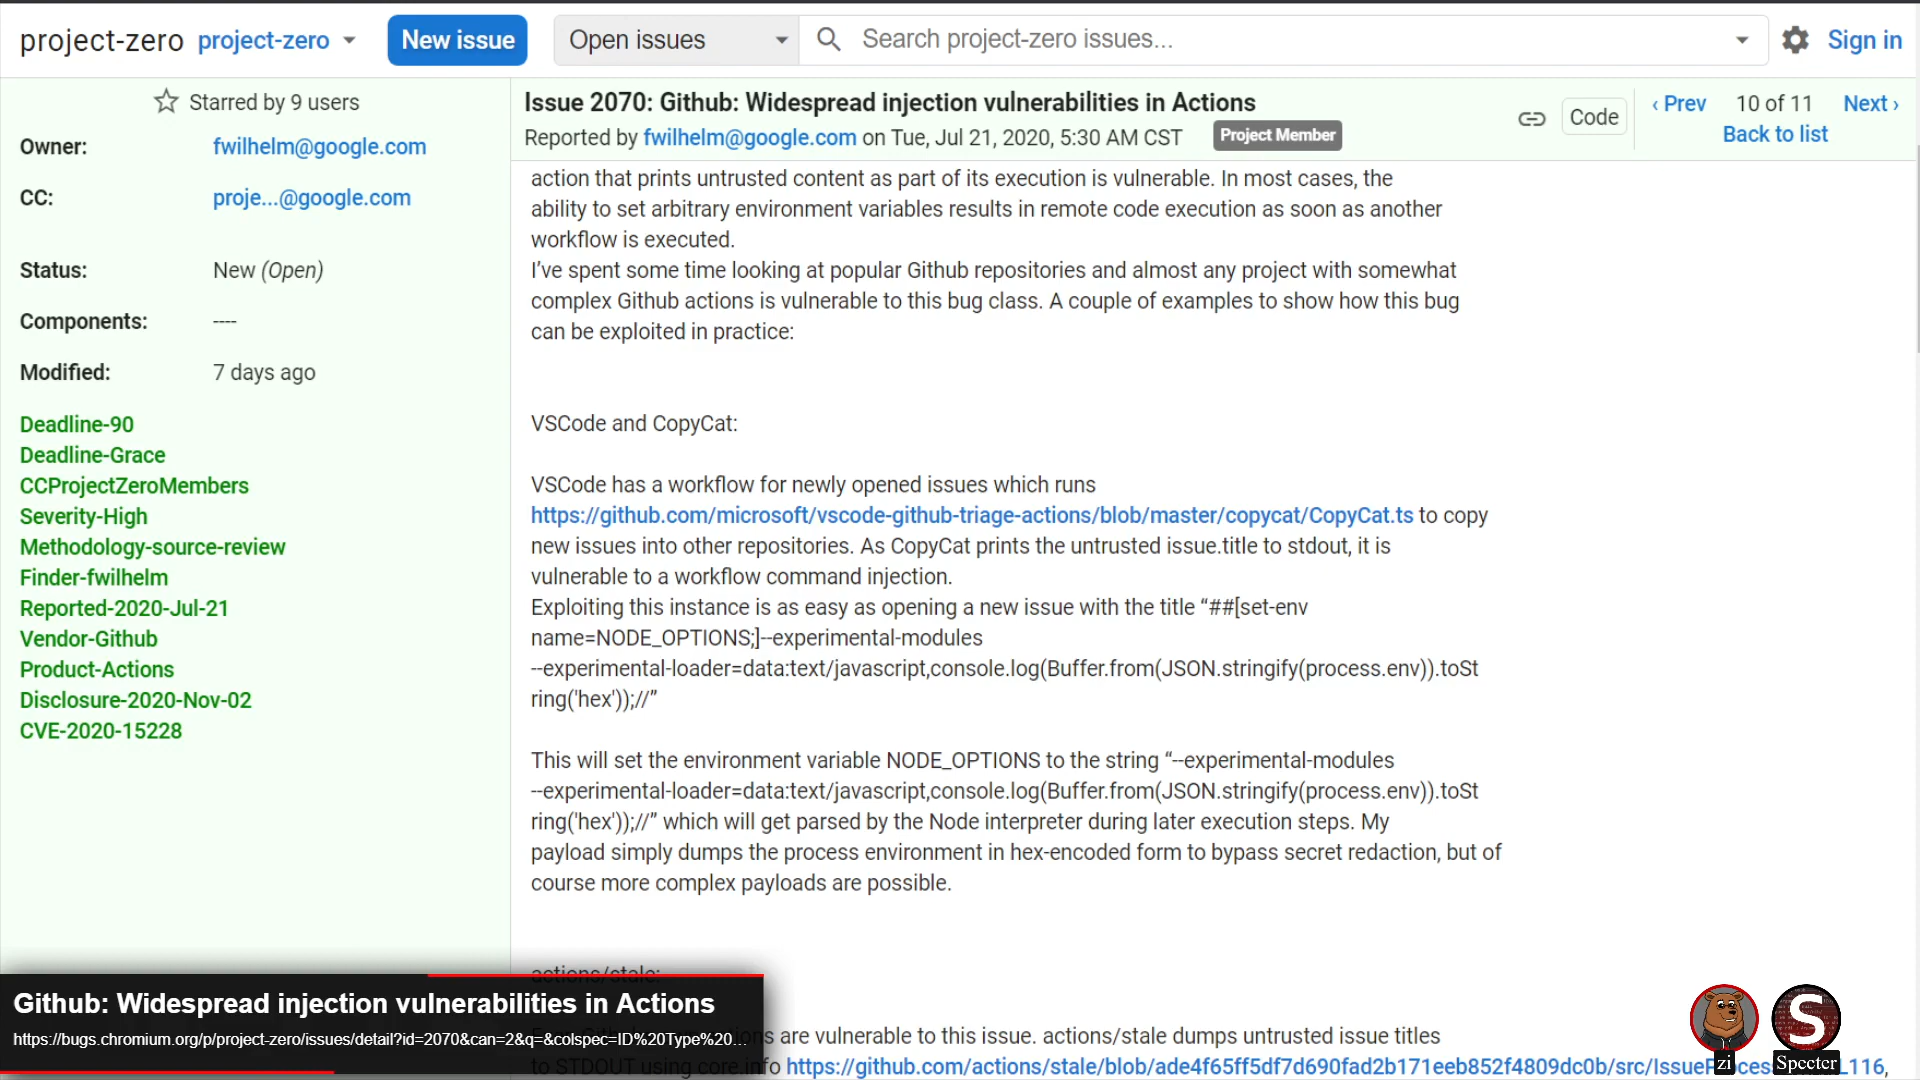 project-zero project-zero New issue Open issues Search project-zero issues... Sign in
Starred by 9 users
Owner: fwilhelm@google.com
CC: proje...@google.com
Status: New (Open)
Components: ----
Modified: 7 days ago
Deadline-90
Deadline-Grace
CCProjectZeroMembers
Severity-High
Methodology-source-review
Finder-fwilhelm
Reported-2020-Jul-21
Vendor-Github
Product-Actions
Disclosure-2020-Nov-02
CVE-2020-15228
Issue 2070: Github: Widespread injection vulnerabilities in Actions
Reported by fwilhelm@google.com on Tue, Jul 21, 2020, 5:30 AM CST Project Member
Code
‹ Prev 10 of 11 Next ›
Back to list
action that prints untrusted content as part of its execution is vulnerable. In most cases, the
ability to set arbitrary environment variables results in remote code execution as soon as another
workflow is executed.
I’ve spent some time looking at popular Github repositories and almost any project with somewhat
complex Github actions is vulnerable to this bug class. A couple of examples to show how this bug
can be exploited in practice:
VSCode and CopyCat:
VSCode has a workflow for newly opened issues which runs
https://github.com/microsoft/vscode-github-triage-actions/blob/master/copycat/CopyCat.ts to copy
new issues into other repositories. As CopyCat prints the untrusted issue.title to stdout, it is
vulnerable to a workflow command injection.
Exploiting this instance is as easy as opening a new issue with the title “##[set-env
name=NODE_OPTIONS;]--experimental-modules
--experimental-loader=data:text/javascript,console.log(Buffer.from(JSON.stringify(process.env)).toSt
ring('hex'));//”
This will set the environment variable NODE_OPTIONS to the string “--experimental-modules
--experimental-loader=data:text/javascript,console.log(Buffer.from(JSON.stringify(process.env)).toSt
ring('hex'));//” which will get parsed by the Node interpreter during later execution steps. My
payload simply dumps the process environment in hex-encoded form to bypass secret redaction, but of
course more complex payloads are possible.
actions/stale:
are vulnerable to this issue. actions/stale dumps untrusted issue titles
to STDOUT using core.info https://github.com/actions/stale/blob/ade4f65ff5df7d690fad2b171eeb852f4809dc0b/src/IssueP L116,
Github: Widespread injection vulnerabilities in Actions
https://bugs.chromium.org/p/project-zero/issues/detail?id=2070&can=2&q=&colspec=ID%20Type%20...
zi
S
Specter